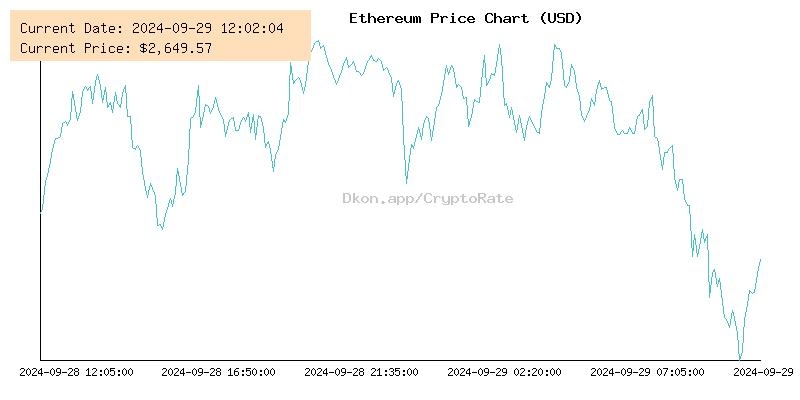 Ethereum Price Chart (USD)
Current Date: 2024-09-29 12:02:04
Current Price: $2,649.57
Dkon.app/CryptoRate
2024-09-28 12:05:00 2024-09-28 16:50:00 2024-09-28 21:35:00 2024-09-29 02:20:00 2024-09-29 07:05:00 2024-09-29